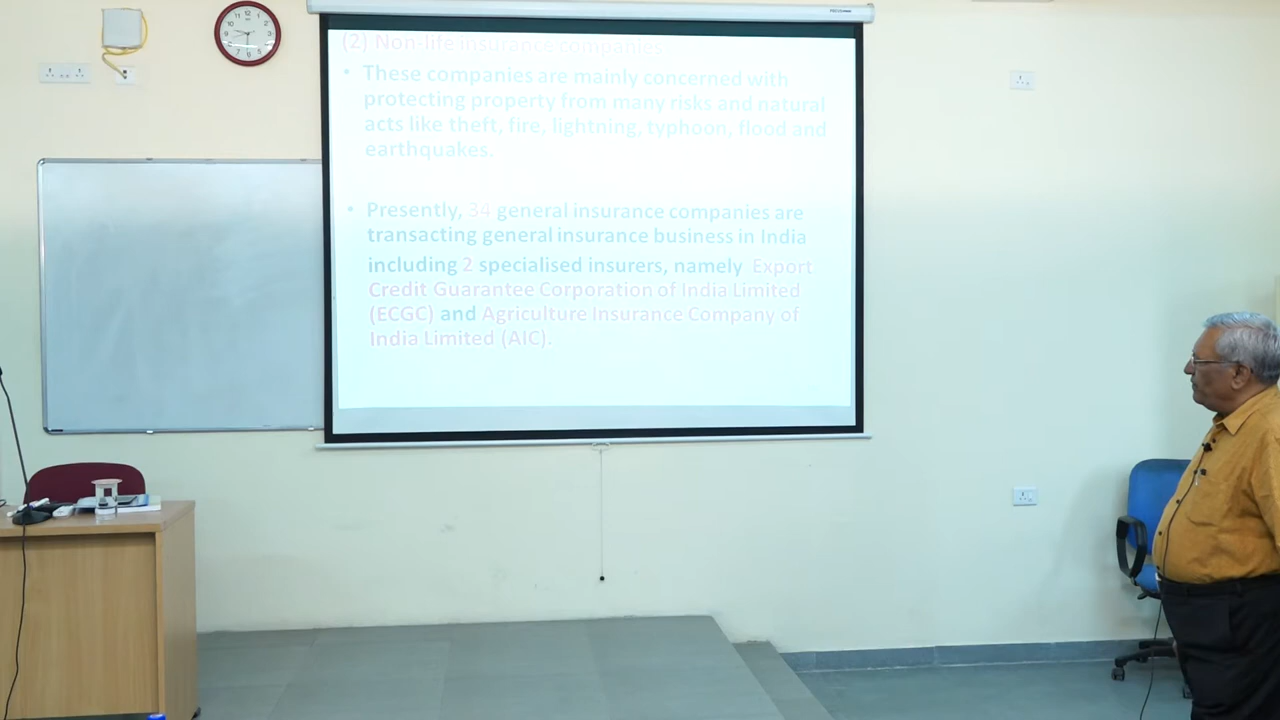 (2) Non-life insurance companies
• These companies are mainly concerned with
protecting property from many risks and natural
acts like theft, fire, lightning, typhoon, flood and
earthquakes.
• Presently, 34 general insurance companies are
transacting general insurance business in India
including 2 specialised insurers, namely Export
Credit Guarantee Corporation of India Limited
(ECGC) and Agriculture Insurance Company of
India Limited (AIC).